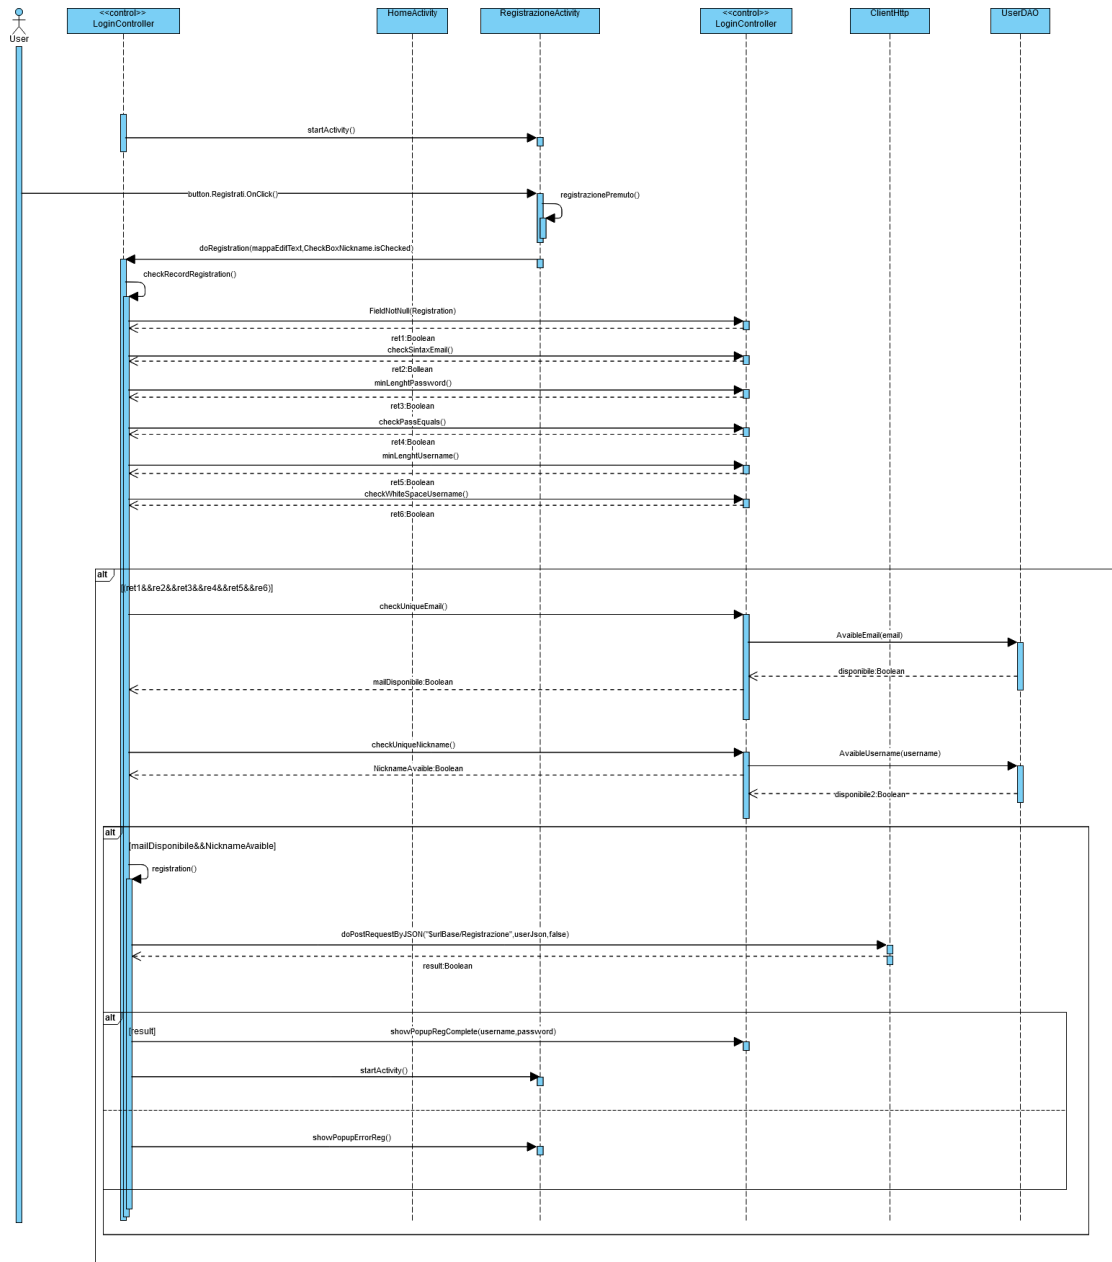 User
<<control>>
LoginController
HomeActivity
RegistrazioneActivity
<<control>>
LoginController
ClientHttp
UserDAO
startActivity()
button.Registrati.OnClick()
registrazionePremuto()
doRegistration(mappaEditText,CheckBoxNickname.isChecked)
checkRecordRegistration()
FieldNotNull(Registration)
ret1:Boolean
checkSintaxEmail()
ret2:Bollean
minLenghtPassword()
ret3:Boolean
checkPassEquals()
ret4:Boolean
minLenghtUsername()
ret5:Boolean
checkWhiteSpaceUsername()
ret6:Boolean
alt
[(ret1&&re2&&ret3&&re4&&ret5&&re6)]
checkUniqueEmail()
AvaibleEmail(email)
disponibile:Boolean
mailDisponibile:Boolean
checkUniqueNickname()
AvaibleUsername(username)
NicknameAvaible:Boolean
disponibile2:Boolean
alt
[mailDisponibile&&NicknameAvaible]
registration()
doPostRequestByJSON("$urlBase/Registrazione",userJson,false)
result:Boolean
alt
[result]
showPopupRegComplete(username,password)
startActivity()
showPopupErrorReg()